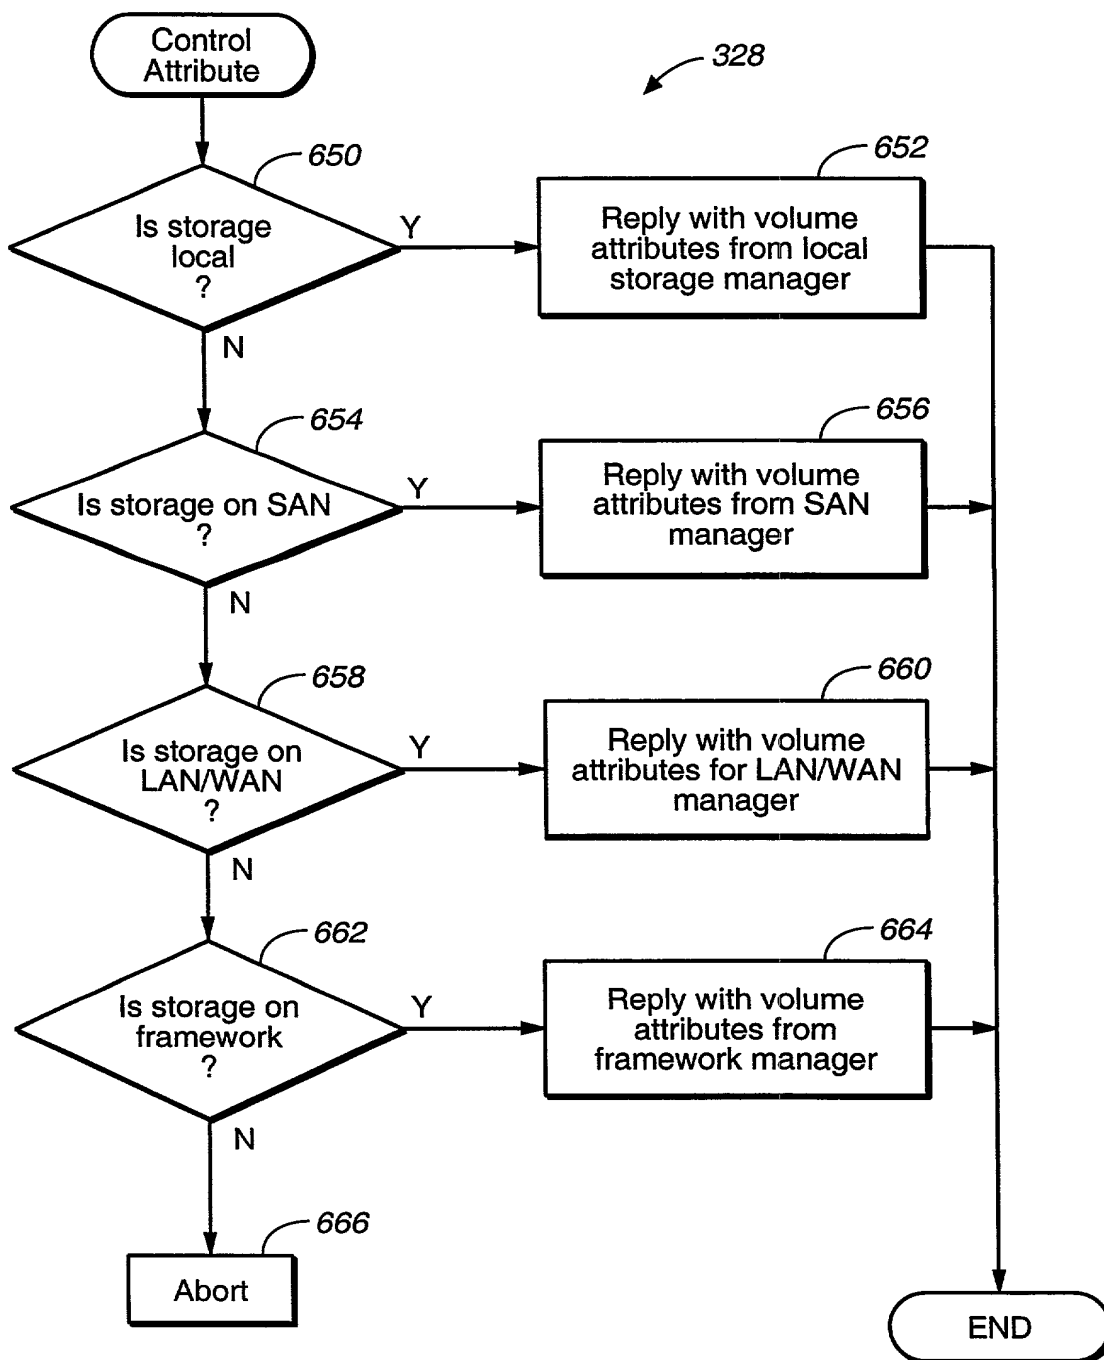 Control
Attribute
328
650
Is storage
local
?
Y
N
652
Reply with volume
attributes from local
storage manager
654
Is storage on SAN
?
Y
N
656
Reply with volume
attributes from SAN
manager
658
Is storage on
LAN/WAN
?
Y
N
660
Reply with volume
attributes for LAN/WAN
manager
662
Is storage on
framework
?
Y
N
664
Reply with volume
attributes from
framework manager
666
Abort
END